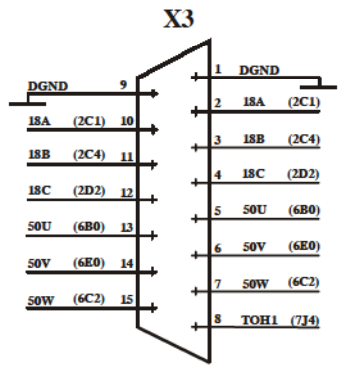 X3
1 DGND
DGND 9
2 18A (2C1)
18A (2C1) 10
3 18B (2C4)
18B (2C4) 11
4 18C (2D2)
18C (2D2) 12
5 50U (6B0)
50U (6B0) 13
6 50V (6E0)
50V (6E0) 14
7 50W (6C2)
50W (6C2) 15
8 TOH1 (7J4)